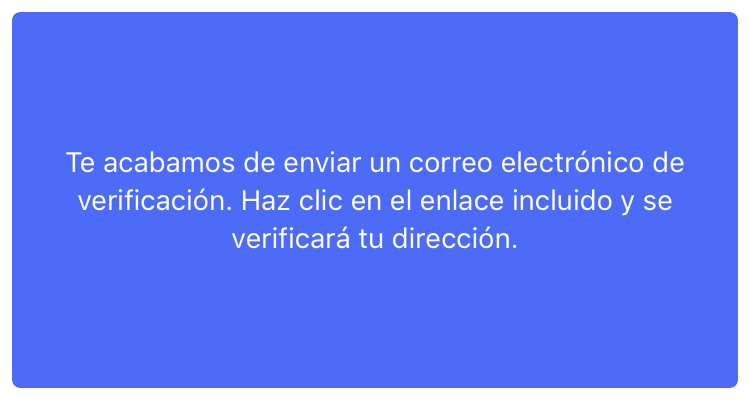 Te acabamos de enviar un correo electrónico de
verificación. Haz clic en el enlace incluido y se
verificará tu dirección.